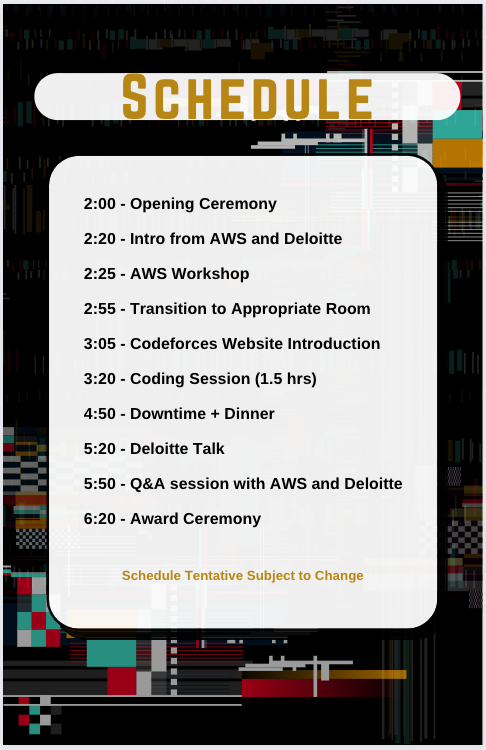 SCHEDULE
2:00 - Opening Ceremony
2:20 - Intro from AWS and Deloitte
2:25 - AWS Workshop
2:55 - Transition to Appropriate Room
3:05 - Codeforces Website Introduction
3:20 - Coding Session (1.5 hrs)
4:50 - Downtime + Dinner
5:20 - Deloitte Talk
5:50 - Q&A session with AWS and Deloitte
6:20 - Award Ceremony
Schedule Tentative Subject to Change